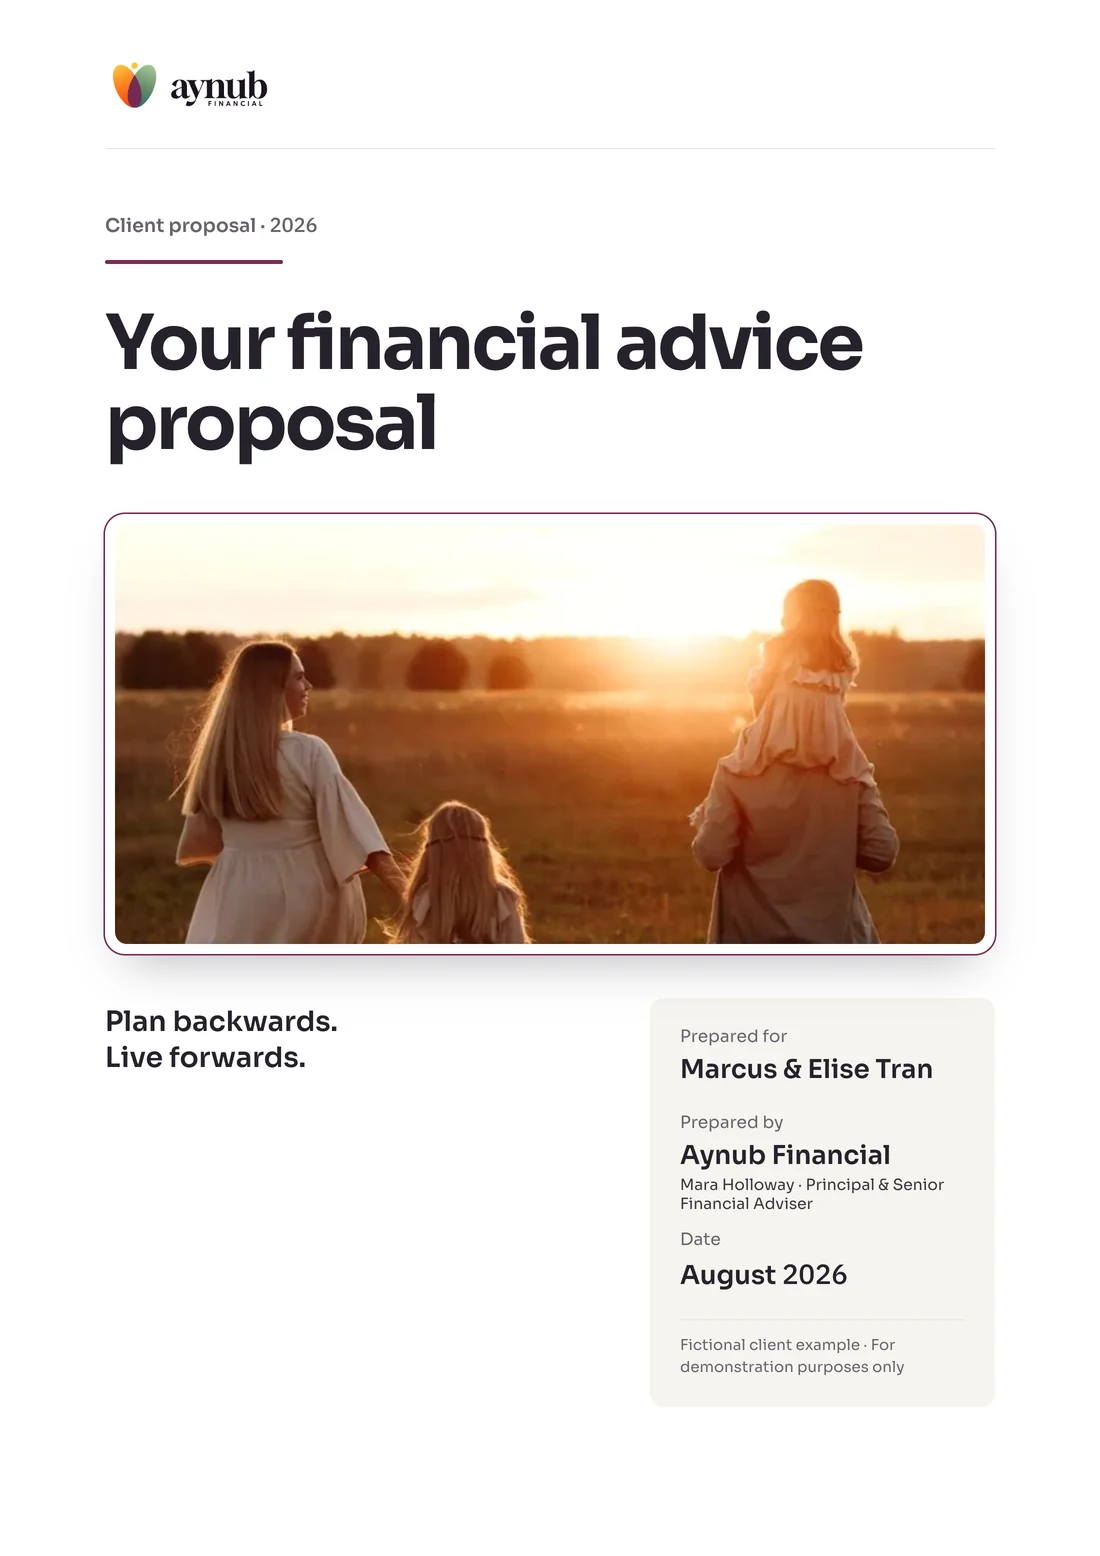 aynub
FINANCIAL
Client proposal · 2026
Your financial advice
proposal
Plan backwards.
Live forwards.
Prepared for
Marcus & Elise Tran
Prepared by
Aynub Financial
Mara Holloway · Principal & Senior
Financial Adviser
Date
August 2026
Fictional client example · For
demonstration purposes only